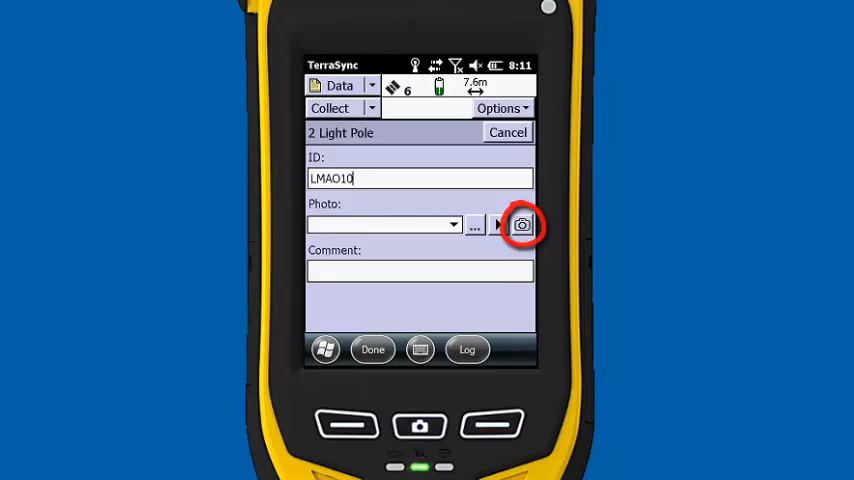 TerraSync 8:11
Data 6 7.6m
Collect Options
2 Light Pole Cancel
ID:
LMAO10
Photo:
...
Comment:
Done Log